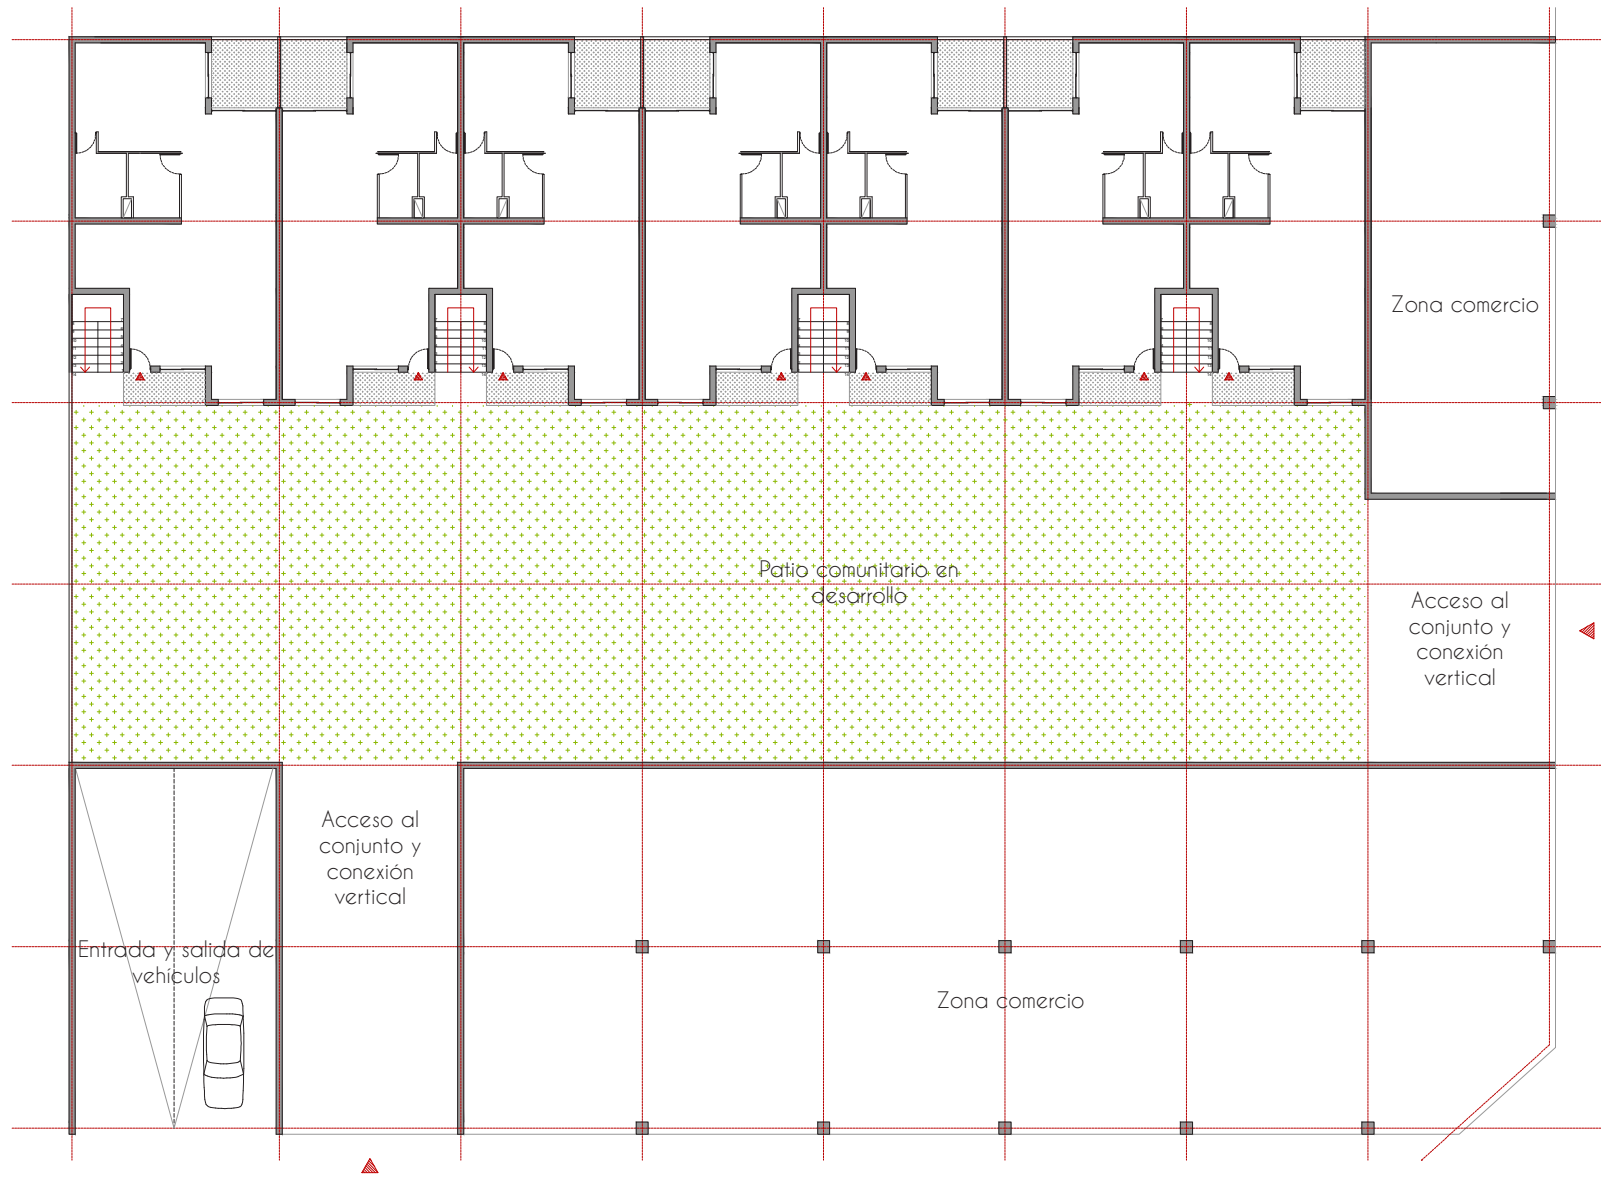 Zona comercio
Patio comunitario en
desarrollo
Acceso al
conjunto y
conexión
vertical
Acceso al
conjunto y
conexión
vertical
Entrada y salida de
vehículos
Zona comercio